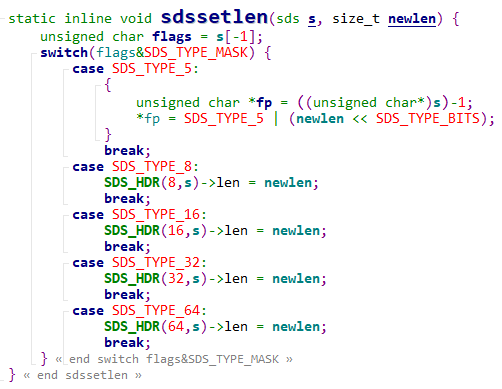 static inline void sdssetlen(sds s, size_t newlen) {
    unsigned char flags = s[-1];
    switch(flags&SDS_TYPE_MASK) {
        case SDS_TYPE_5:
            {
                unsigned char *fp = ((unsigned char*)s)-1;
                *fp = SDS_TYPE_5 | (newlen << SDS_TYPE_BITS);
            }
            break;
        case SDS_TYPE_8:
            SDS_HDR(8,s)->len = newlen;
            break;
        case SDS_TYPE_16:
            SDS_HDR(16,s)->len = newlen;
            break;
        case SDS_TYPE_32:
            SDS_HDR(32,s)->len = newlen;
            break;
        case SDS_TYPE_64:
            SDS_HDR(64,s)->len = newlen;
            break;
    } « end switch flags&SDS_TYPE_MASK »
} « end sdssetlen »